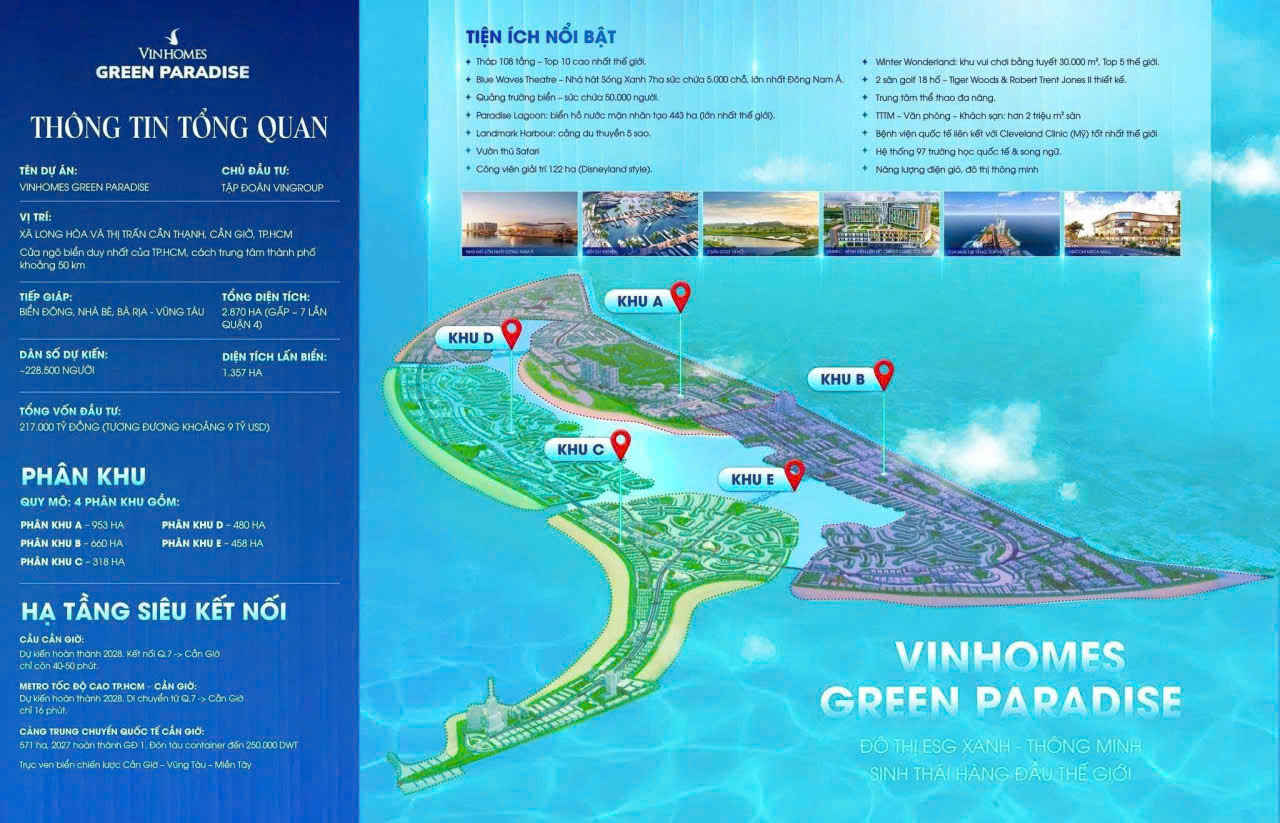 VINHOMES
GREEN PARADISE
THÔNG TIN TỔNG QUAN
TÊN DỰ ÁN:
VINHOMES GREEN PARADISE
CHỦ ĐẦU TƯ:
TẬP ĐOÀN VINGROUP
VỊ TRÍ:
XÃ LONG HÒA VÀ THỊ TRẤN CẦN THẠNH, CẦN GIỜ, TP.HCM
Cửa ngõ biển duy nhất của TP.HCM, cách trung tâm thành phố
khoảng 50 km
TIẾP GIÁP:
BIỂN ĐÔNG, NHÀ BÈ, BÀ RỊA - VŨNG TÀU
TỔNG DIỆN TÍCH:
2.870 HA (GẤP ~ 7 LẦN
QUẬN 4)
DÂN SỐ DỰ KIẾN:
~228.500 NGƯỜI
DIỆN TÍCH LẤN BIỂN:
1.357 HA
TỔNG VỐN ĐẦU TƯ:
217.000 TỶ ĐỒNG (TƯƠNG ĐƯƠNG KHOẢNG 9 TỶ USD)
PHÂN KHU
QUY MÔ: 4 PHÂN KHU GỒM:
PHÂN KHU A – 953 HA
PHÂN KHU B – 660 HA
PHÂN KHU C – 318 HA
PHÂN KHU D – 480 HA
PHÂN KHU E – 458 HA
HẠ TẦNG SIÊU KẾT NỐI
CẦU CẦN GIỜ:
Dự kiến hoàn thành 2028. Kết nối Q.7 -> Cần Giờ
chỉ còn 40-50 phút.
METRO TỐC ĐỘ CAO TP.HCM – CẦN GIỜ:
Dự kiến hoàn thành 2028. Di chuyển từ Q.7 -> Cần Giờ
chỉ 16 phút.
CẢNG TRUNG CHUYỂN QUỐC TẾ CẦN GIỜ:
571 ha, 2027 hoàn thành GĐ 1. Đón tàu container đến 250.000 DWT
Trục ven biển chiến lược Cần Giờ – Vũng Tàu – Miền Tây
TIỆN ÍCH NỔI BẬT
Tháp 108 tầng – Top 10 cao nhất thế giới.
Blue Waves Theatre – Nhà hát Sóng Xanh 7ha sức chứa 5.000 chỗ, lớn nhất Đông Nam Á.
Quảng trường biển – sức chứa 50.000 người.
Paradise Lagoon: biển hồ nước mặn nhân tạo 443 ha (lớn nhất thế giới).
Landmark Harbour: cảng du thuyền 5 sao.
Vườn thú Safari
Công viên giải trí 122 ha (Disneyland style).
Winter Wonderland: khu vui chơi băng tuyết 30.000 m², Top 5 thế giới.
2 sân golf 18 hố – Tiger Woods & Robert Trent Jones II thiết kế.
Trung tâm thể thao đa năng.
TTTM – Văn phòng – Khách sạn: hơn 2 triệu m² sàn
Bệnh viện quốc tế liên kết với Cleveland Clinic (Mỹ) tốt nhất thế giới
Hệ thống 97 trường học quốc tế & song ngữ.
Năng lượng điện gió, đô thị thông minh
NHÀ HÁT LỚN NHẤT ĐÔNG NAM Á
BẾN DU THUYỀN
2 SÂN GOLF 18 HỐ
VINCOM MEGA MALL
KHU A
KHU D
KHU B
KHU C
KHU E
VINHOMES
GREEN PARADISE
ĐÔ THỊ ESG XANH - THÔNG MINH
SINH THÁI HÀNG ĐẦU THẾ GIỚI